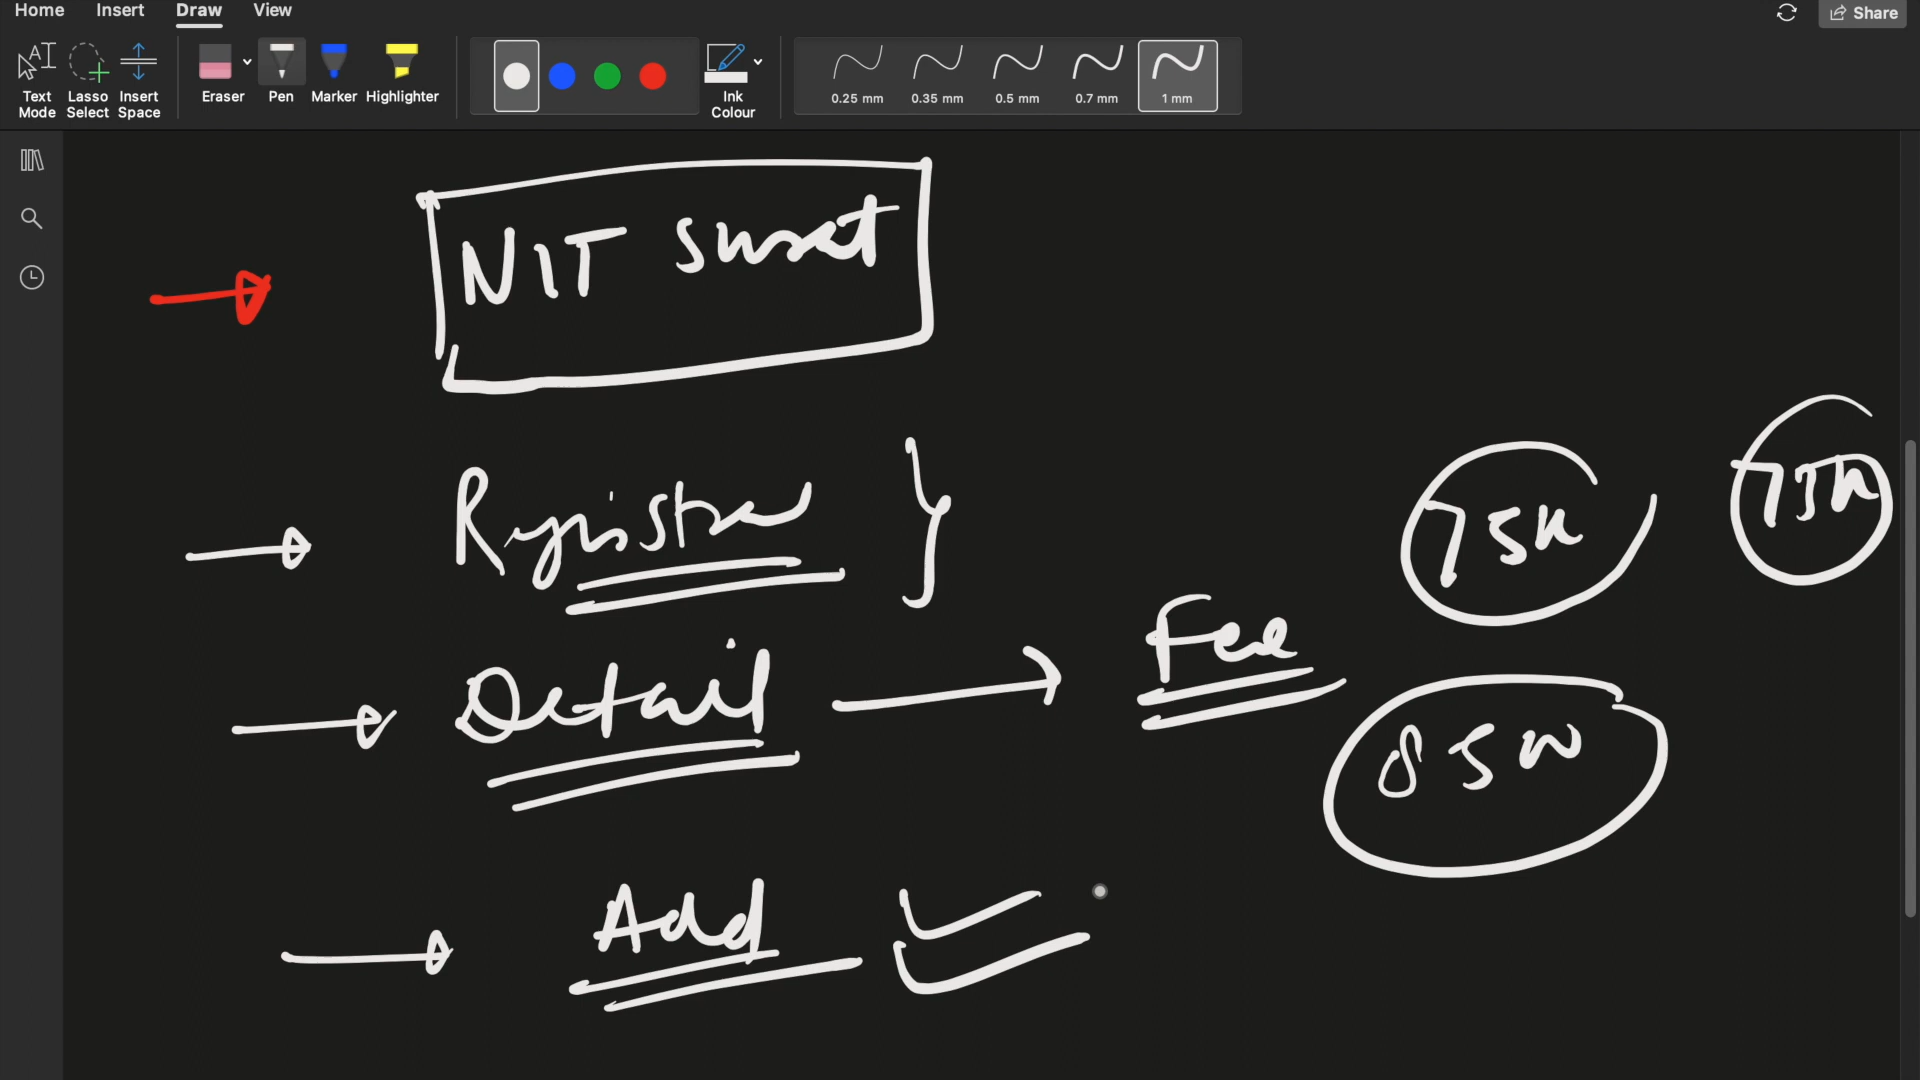 Home Insert Draw View
Share
Text Mode Lasso Select Insert Space Eraser Pen Marker Highlighter Ink Colour 0.25 mm 0.35 mm 0.5 mm 0.7 mm 1 mm
NIT surat
75K
75K
Fee
Detail
85
Add